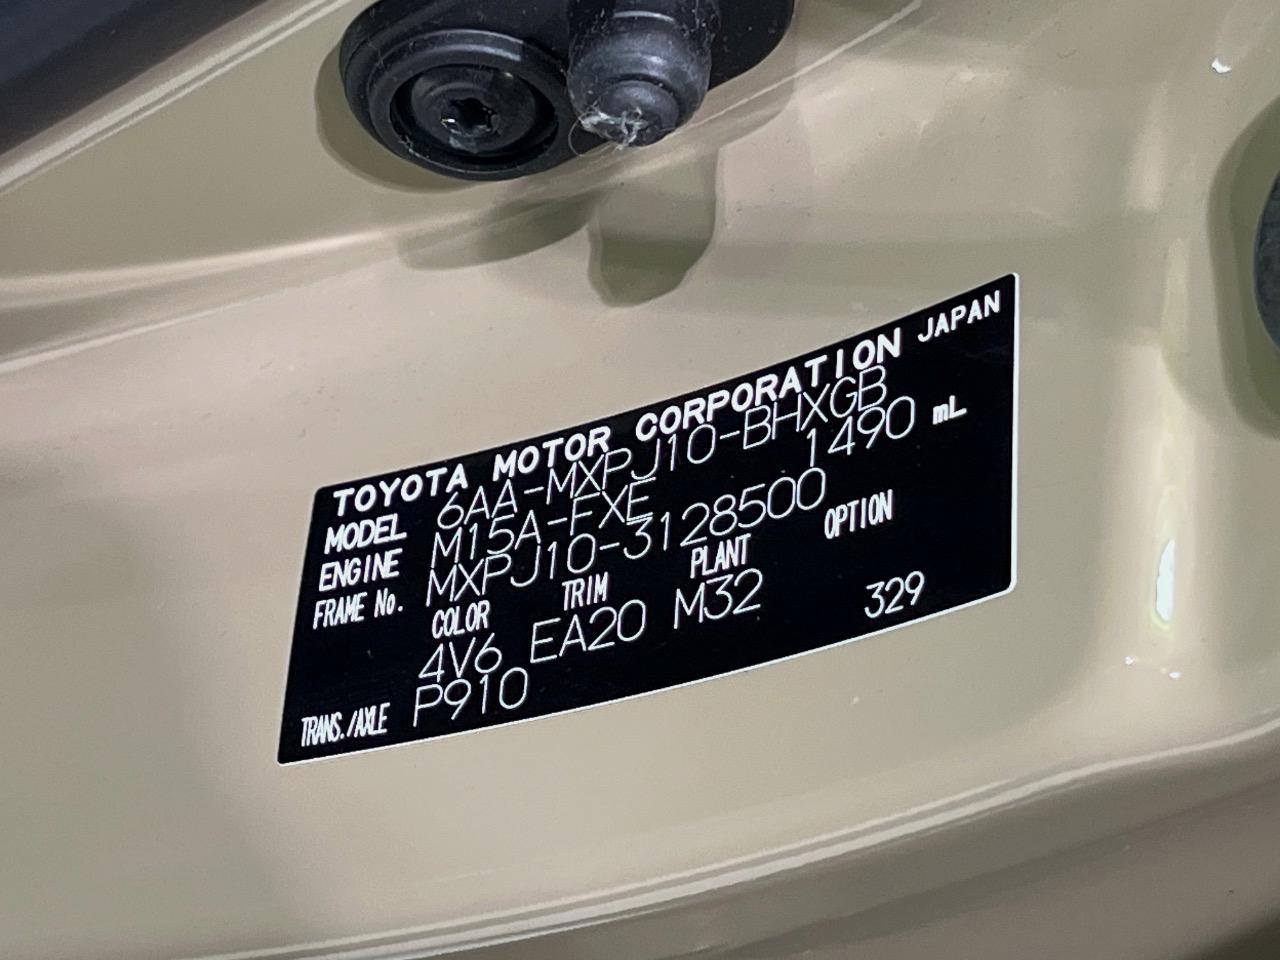 TOYOTA MOTOR CORPORATION JAPAN
MODEL 6AA-MXPJ10-BHXGB
ENGINE M15A-FXE 1490 mL
FRAME No. MXPJ10-3128500
COLOR TRIM PLANT OPTION
4V6 EA20 M32 329
TRANS./AXLE P910